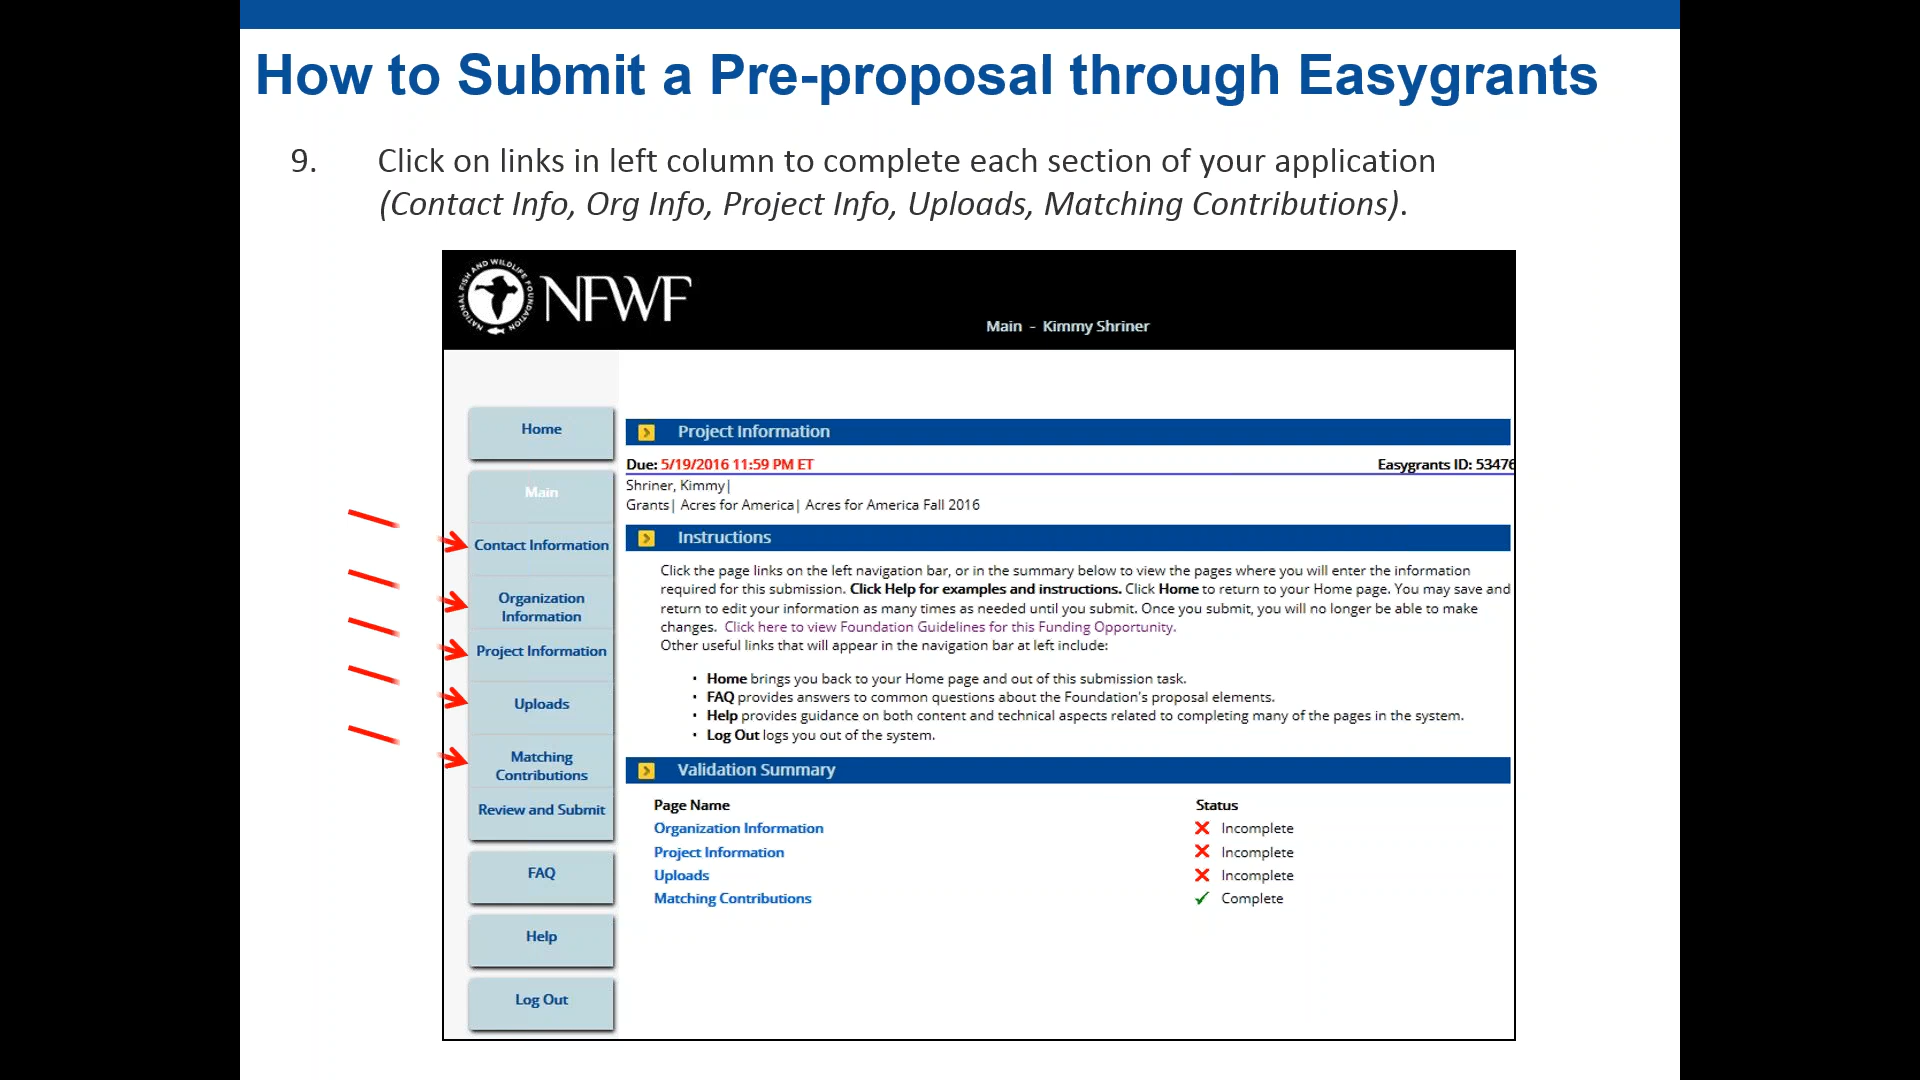 How to Submit a Pre-proposal through Easygrants
9. Click on links in left column to complete each section of your application
(Contact Info, Org Info, Project Info, Uploads, Matching Contributions).
NATIONAL FISH AND WILDLIFE FOUNDATION
NFWF
Main - Kimmy Shriner
Home
Main
Contact Information
Organization
Information
Project Information
Uploads
Matching
Contributions
Review and Submit
FAQ
Help
Log Out
Project Information
Due: 5/19/2016 11:59 PM ET Easygrants ID: 53476
Shriner, Kimmy|
Grants| Acres for America| Acres for America Fall 2016
Instructions
Click the page links on the left navigation bar, or in the summary below to view the pages where you will enter the information
required for this submission. Click Help for examples and instructions. Click Home to return to your Home page. You may save and
return to edit your information as many times as needed until you submit. Once you submit, you will no longer be able to make
changes. Click here to view Foundation Guidelines for this Funding Opportunity.
Other useful links that will appear in the navigation bar at left include:
• Home brings you back to your Home page and out of this submission task.
• FAQ provides answers to common questions about the Foundation's proposal elements.
• Help provides guidance on both content and technical aspects related to completing many of the pages in the system.
• Log Out logs you out of the system.
Validation Summary
Page Name Status
Organization Information Incomplete
Project Information Incomplete
Uploads Incomplete
Matching Contributions Complete